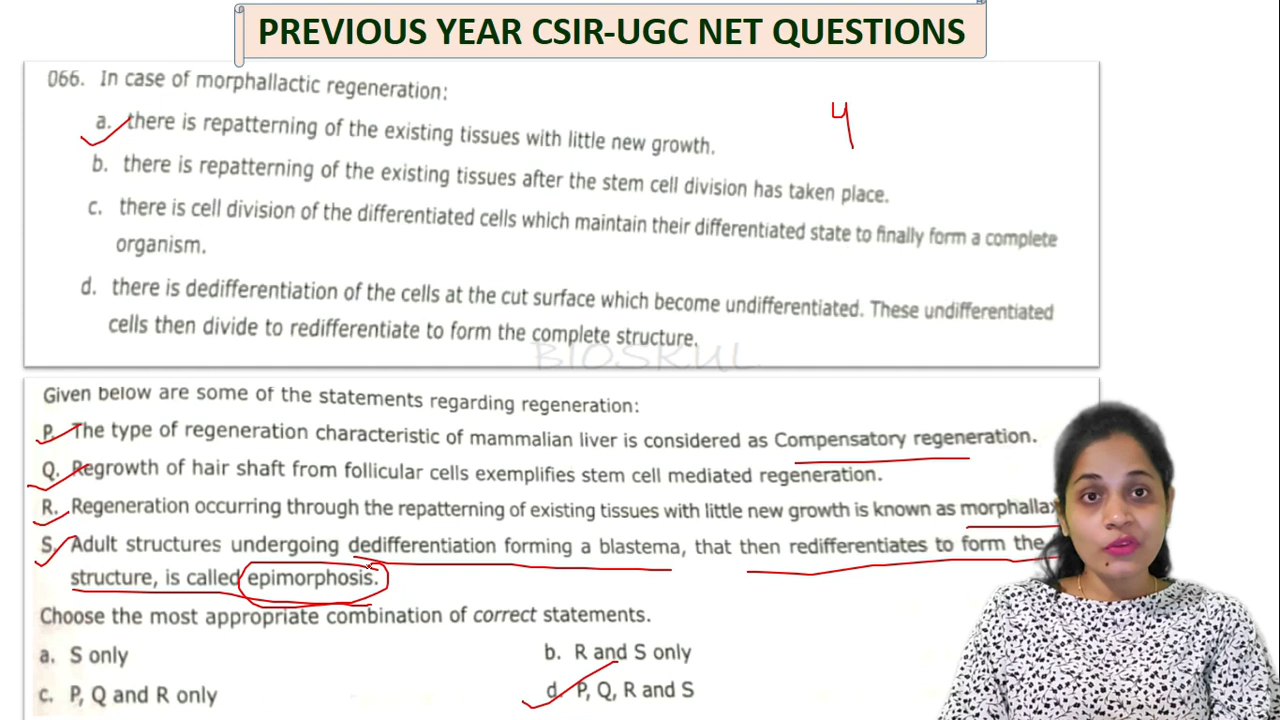 PREVIOUS YEAR CSIR-UGC NET QUESTIONS
066. In case of morphallactic regeneration:
a. there is repatterning of the existing tissues with little new growth.
b. there is repatterning of the existing tissues after the stem cell division has taken place.
c. there is cell division of the differentiated cells which maintain their differentiated state to finally form a complete
organism.
d. there is dedifferentiation of the cells at the cut surface which become undifferentiated. These undifferentiated
cells then divide to redifferentiate to form the complete structure.
BIOSKUL
Given below are some of the statements regarding regeneration:
P. The type of regeneration characteristic of mammalian liver is considered as Compensatory regeneration.
Q. Regrowth of hair shaft from follicular cells exemplifies stem cell mediated regeneration.
R. Regeneration occurring through the repatterning of existing tissues with little new growth is known as
S. Adult structures undergoing dedifferentiation forming a blastema, that then redifferentiates to form the
structure, is called epimorphosis.
Choose the most appropriate combination of correct statements.
a. S only
b. R and S only
c. P, Q and R only
d. P, Q, R and S